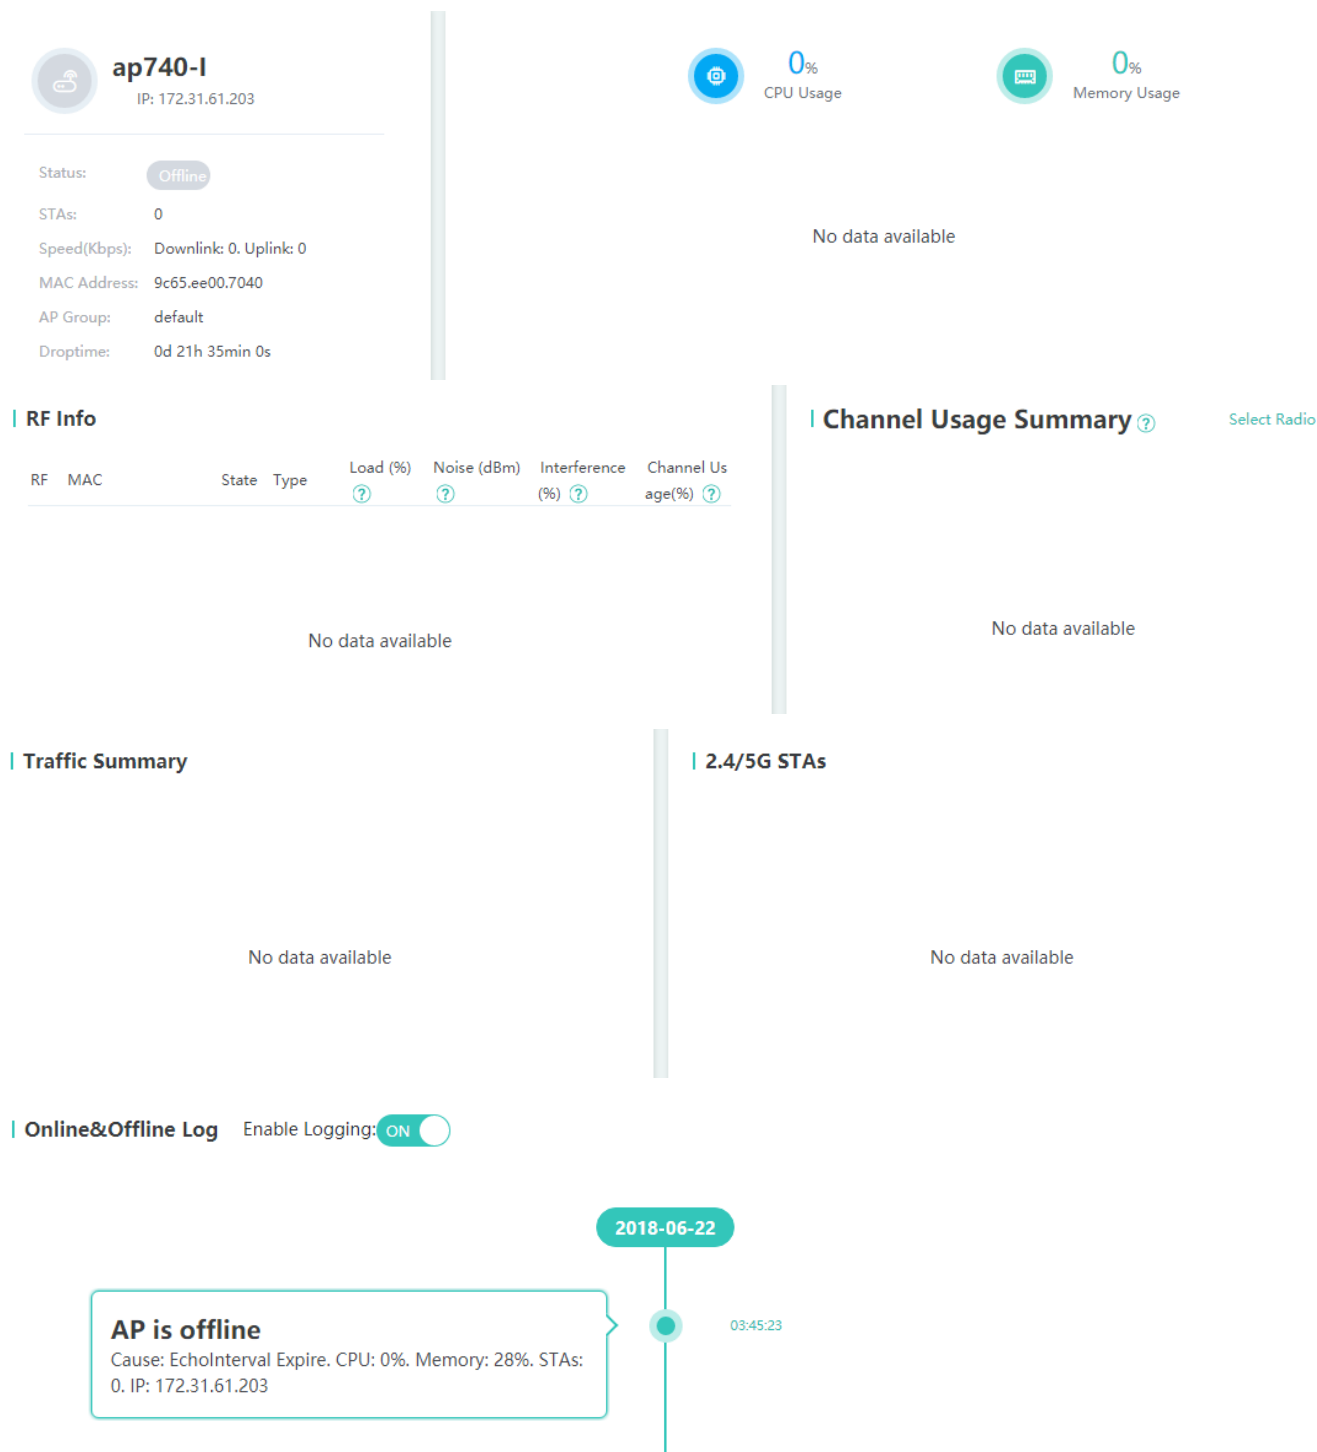 ap740-I
IP: 172.31.61.203
Status: Offline
STAs: 0
Speed(Kbps): Downlink: 0. Uplink: 0
MAC Address: 9c65.ee00.7040
AP Group: default
Droptime: 0d 21h 35min 0s
0%
CPU Usage
0%
Memory Usage
No data available
RF Info
RF MAC State Type Load (%) ? Noise (dBm) ? Interference (%) ? Channel Us
age(%) ?
No data available
Channel Usage Summary ? Select Radio
No data available
Traffic Summary
No data available
2.4/5G STAs
No data available
Online&Offline Log Enable Logging: ON
2018-06-22
AP is offline
Cause: EchoInterval Expire. CPU: 0%. Memory: 28%. STAs:
0. IP: 172.31.61.203
03:45:23